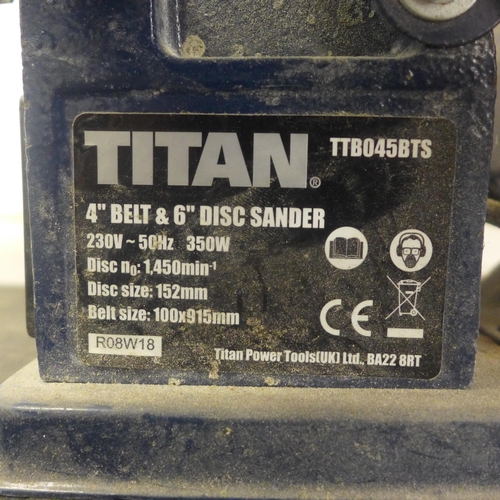 TITAN® TTB045BTS
4" BELT & 6" DISC SANDER
230V ~ 50Hz 350W
Disc n₀: 1,450min⁻¹
Disc size: 152mm
Belt size: 100x915mm
CE
R08W18
Titan Power Tools(UK) Ltd., BA22 8RT